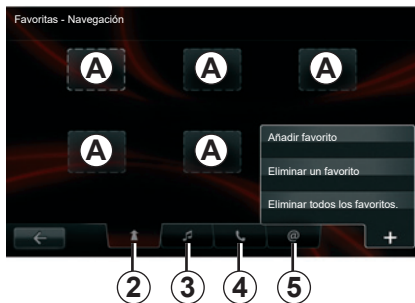 Favoritas - Navegación
A A A
A A
Añadir favorito
Eliminar un favorito
Eliminar todos los favoritos.
@ +
2 3 4 5